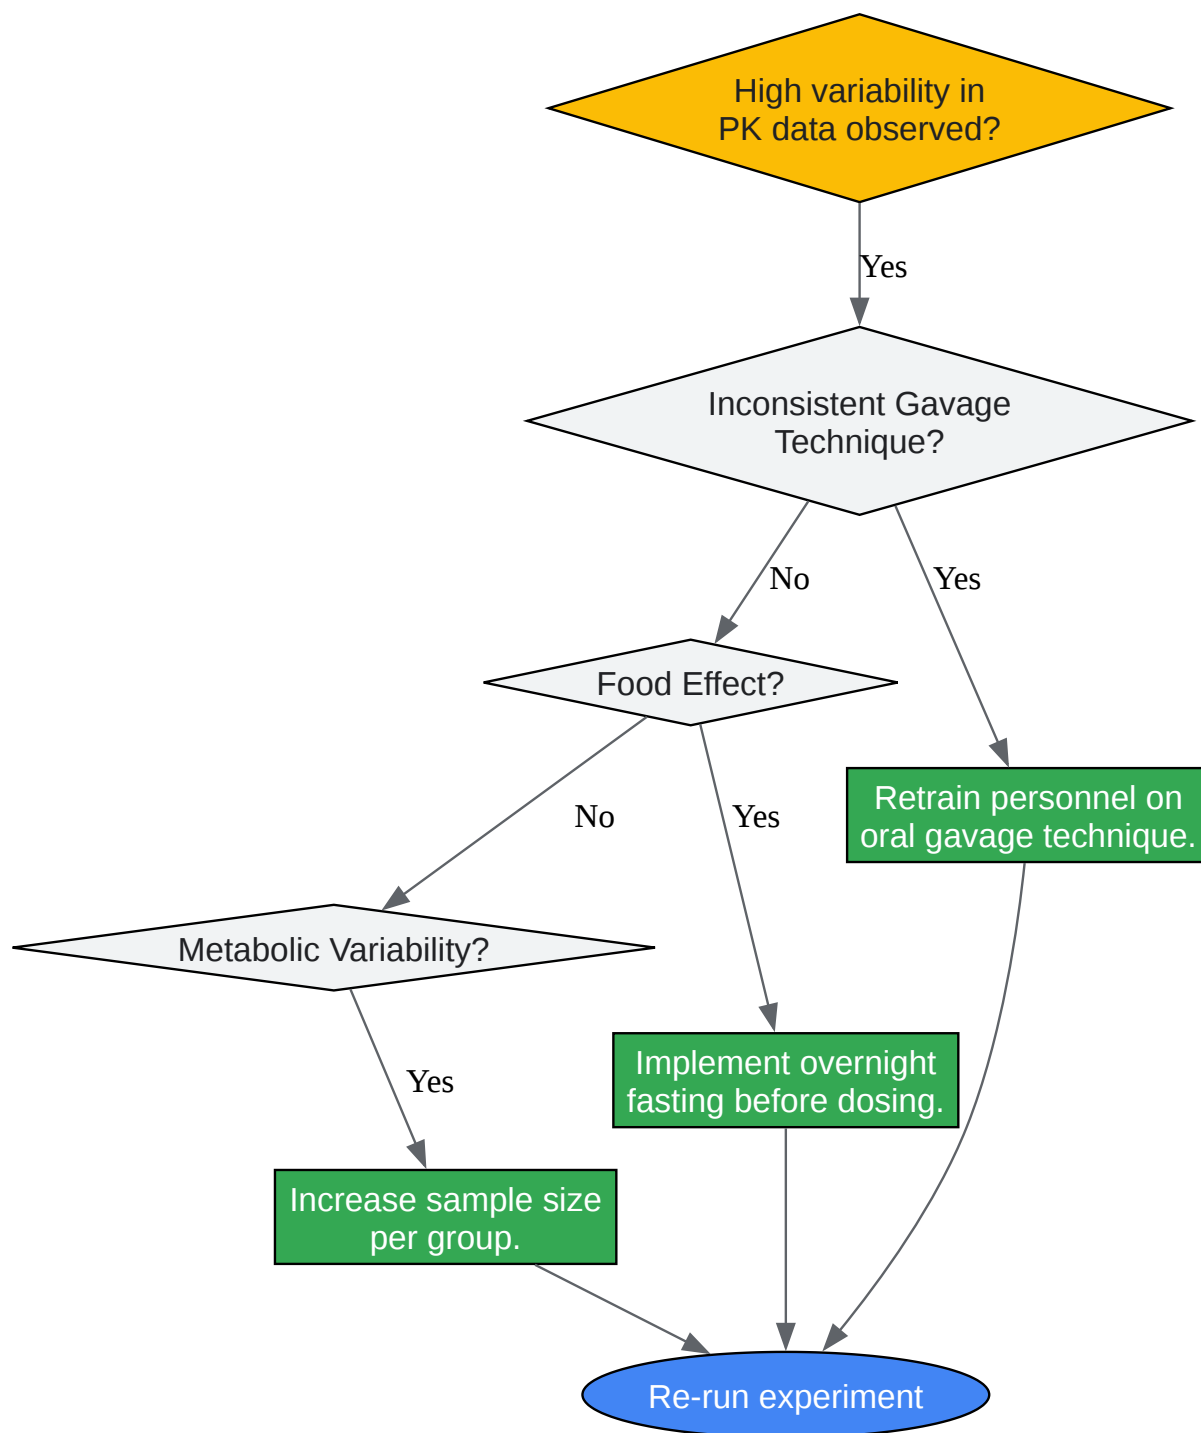 High variability in
PK data observed?
Yes
Inconsistent Gavage
Technique?
No
Yes
Food Effect?
No
Yes
Retrain personnel on
oral gavage technique.
Metabolic Variability?
Yes
Implement overnight
fasting before dosing.
Increase sample size
per group.
Re-run experiment